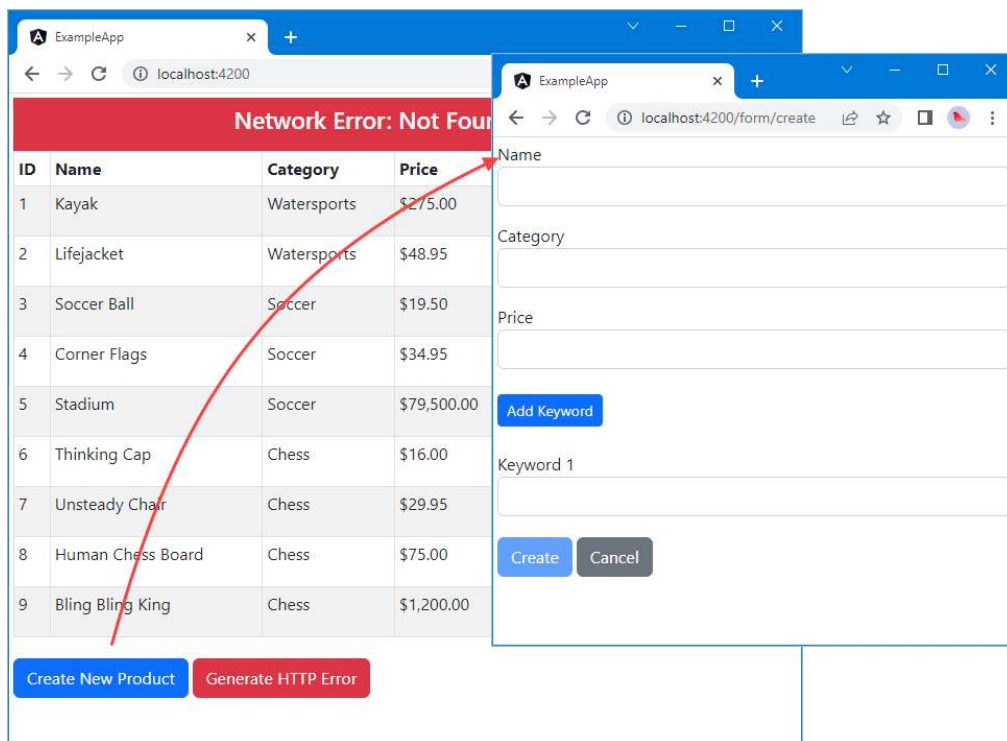 ExampleApp
localhost:4200
Network Error: Not Four
ID Name Category Price
1 Kayak Watersports $275.00
2 Lifejacket Watersports $48.95
3 Soccer Ball Soccer $19.50
4 Corner Flags Soccer $34.95
5 Stadium Soccer $79,500.00
6 Thinking Cap Chess $16.00
7 Unsteady Chair Chess $29.95
8 Human Chess Board Chess $75.00
9 Bling Bling King Chess $1,200.00
Create New Product Generate HTTP Error
ExampleApp
localhost:4200/form/create
Name
Category
Price
Add Keyword
Keyword 1
Create Cancel